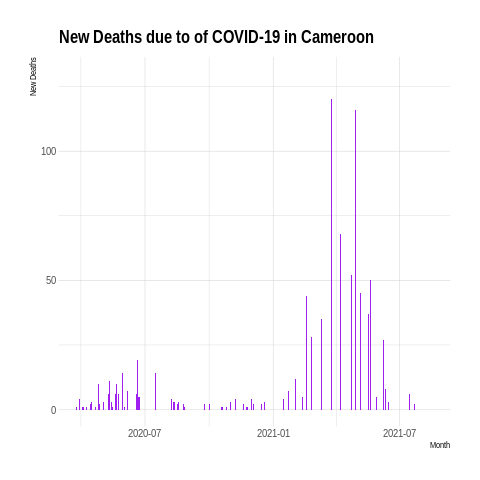 New Deaths due to of COVID-19 in Cameroon
New Deaths
100
50
0
2020-07
2021-01
2021-07
Month